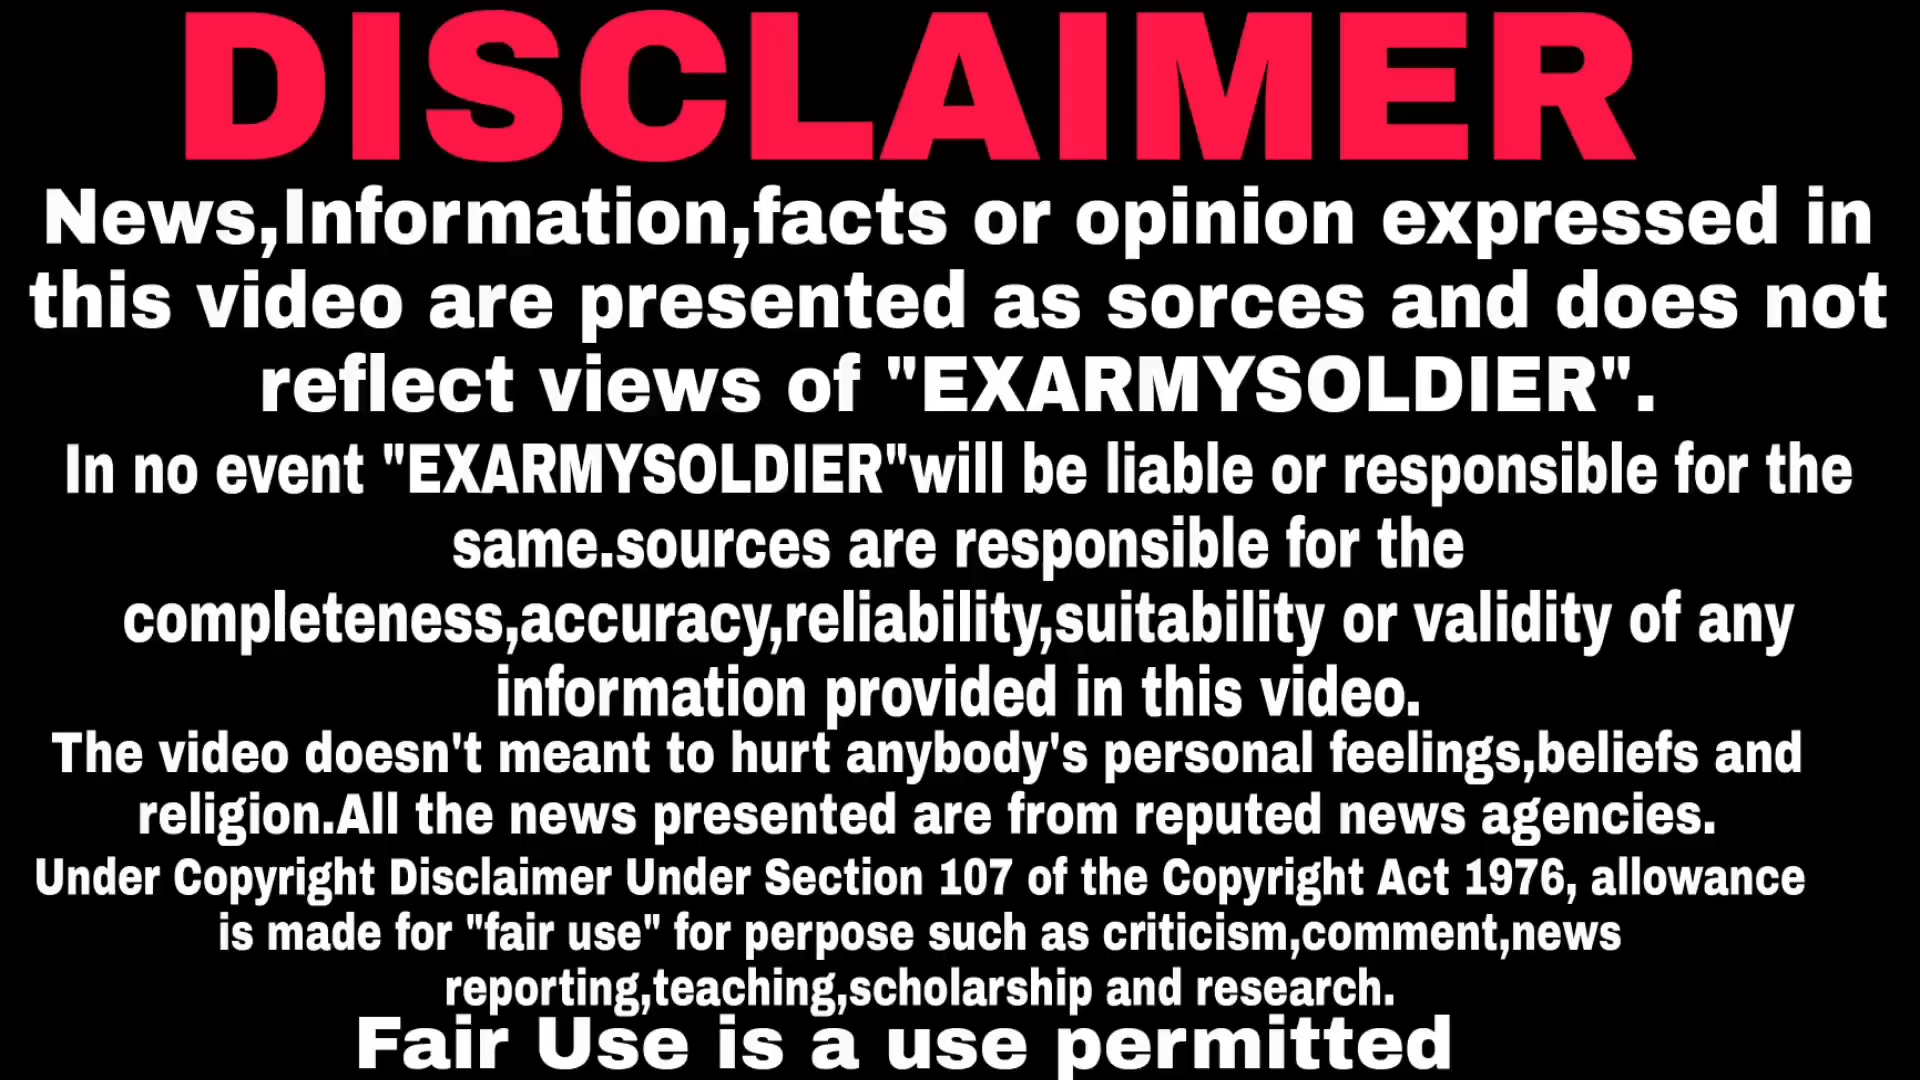 DISCLAIMER
News,Information,facts or opinion expressed in
this video are presented as sorces and does not
reflect views of "EXARMYSOLDIER".
In no event "EXARMYSOLDIER"will be liable or responsible for the
same.sources are responsible for the
completeness,accuracy,reliability,suitability or validity of any
information provided in this video.
The video doesn't meant to hurt anybody's personal feelings,beliefs and
religion.All the news presented are from reputed news agencies.
Under Copyright Disclaimer Under Section 107 of the Copyright Act 1976, allowance
is made for "fair use" for perpose such as criticism,comment,news
reporting,teaching,scholarship and research.
Fair Use is a use permitted